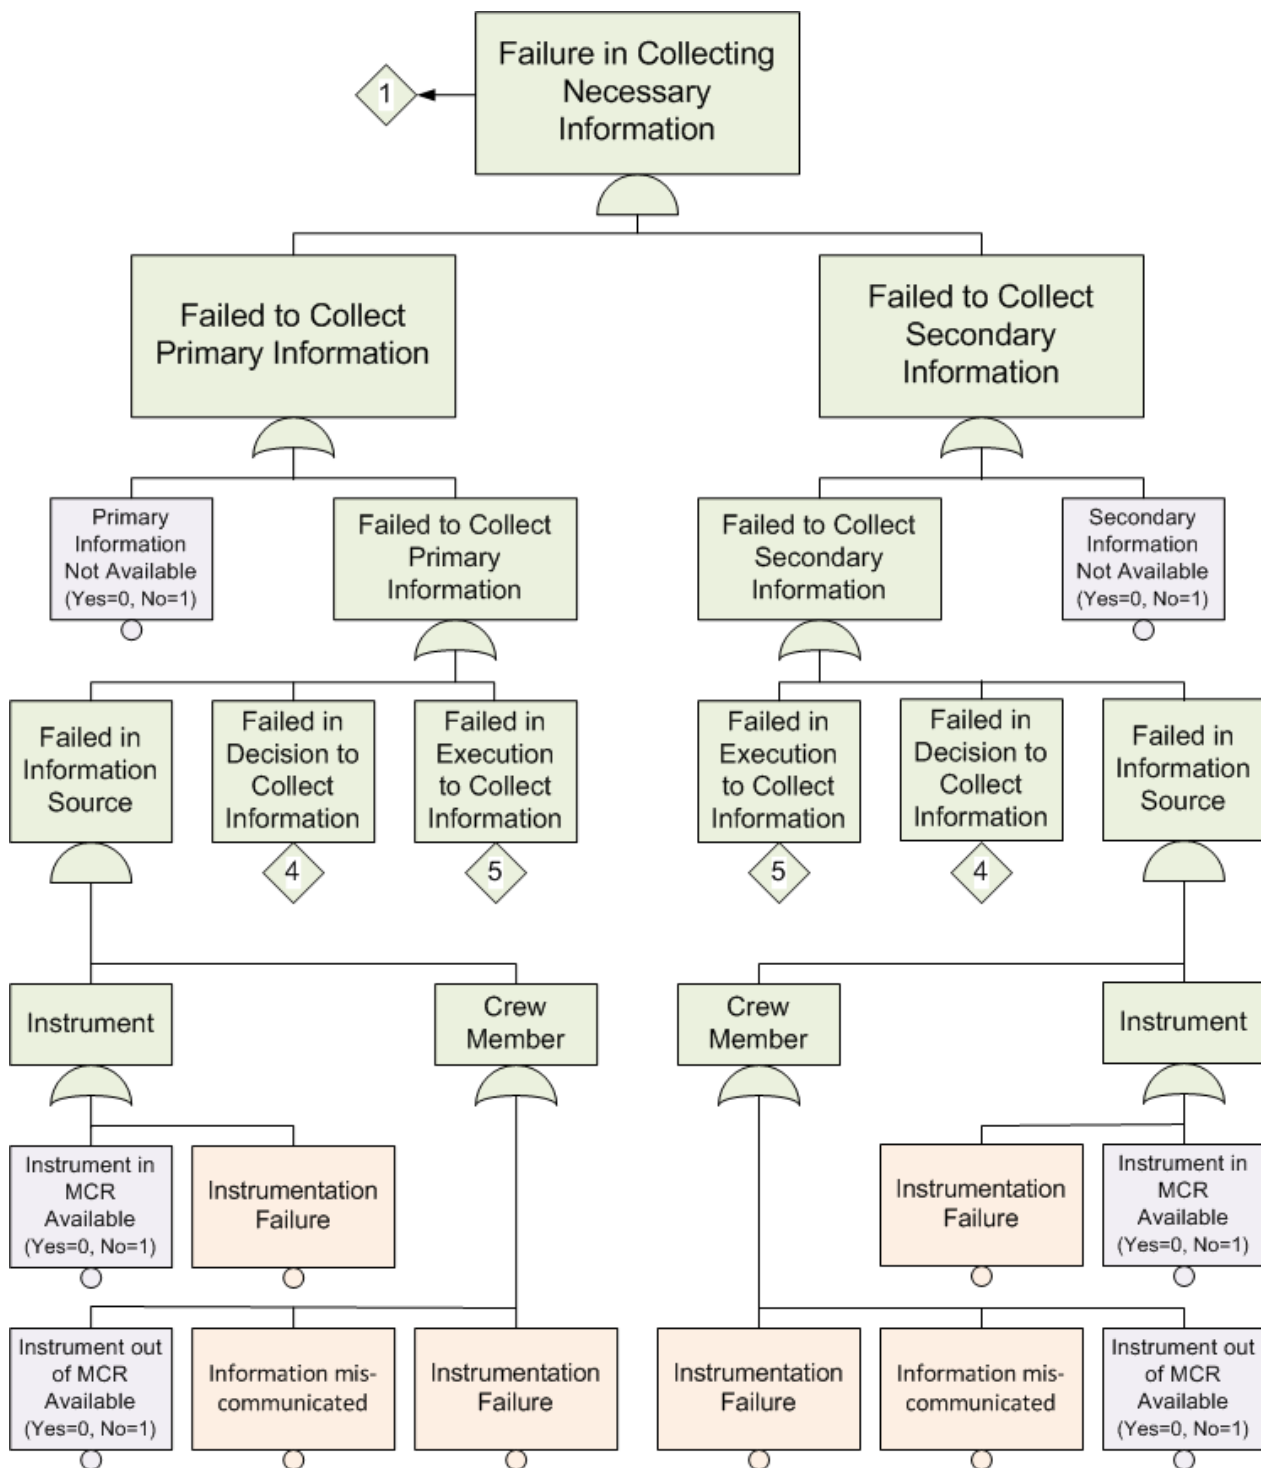 Failure in Collecting
Necessary
Information
1
Failed to Collect
Primary Information
Failed to Collect
Secondary
Information
Primary
Information
Not Available
(Yes=0, No=1)
Failed to Collect
Primary
Information
Failed to Collect
Secondary
Information
Secondary
Information
Not Available
(Yes=0, No=1)
Failed in
Information
Source
Failed in
Decision to
Collect
Information
4
Failed in
Execution
to Collect
Information
5
Failed in
Execution
to Collect
Information
5
Failed in
Decision to
Collect
Information
4
Failed in
Information
Source
Instrument
Crew
Member
Crew
Member
Instrument
Instrument in
MCR
Available
(Yes=0, No=1)
Instrumentation
Failure
Instrumentation
Failure
Instrument in
MCR
Available
(Yes=0, No=1)
Instrument out
of MCR
Available
(Yes=0, No=1)
Information mis-
communicated
Instrumentation
Failure
Instrumentation
Failure
Information mis-
communicated
Instrument out
of MCR
Available
(Yes=0, No=1)